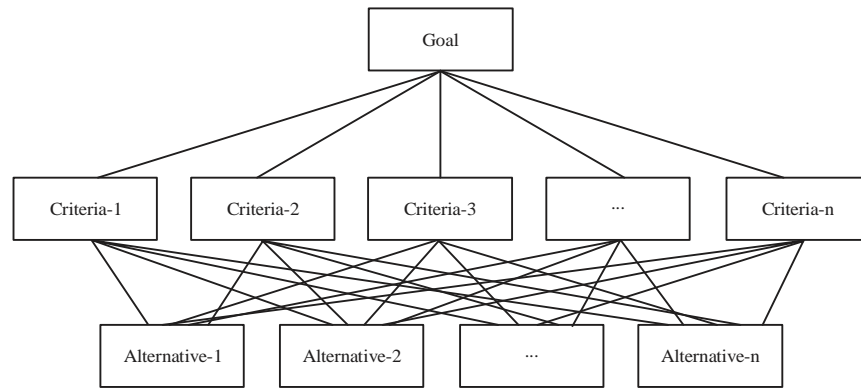 Goal
Criteria-1
Criteria-2
Criteria-3
...
Criteria-n
Alternative-1
Alternative-2
...
Alternative-n